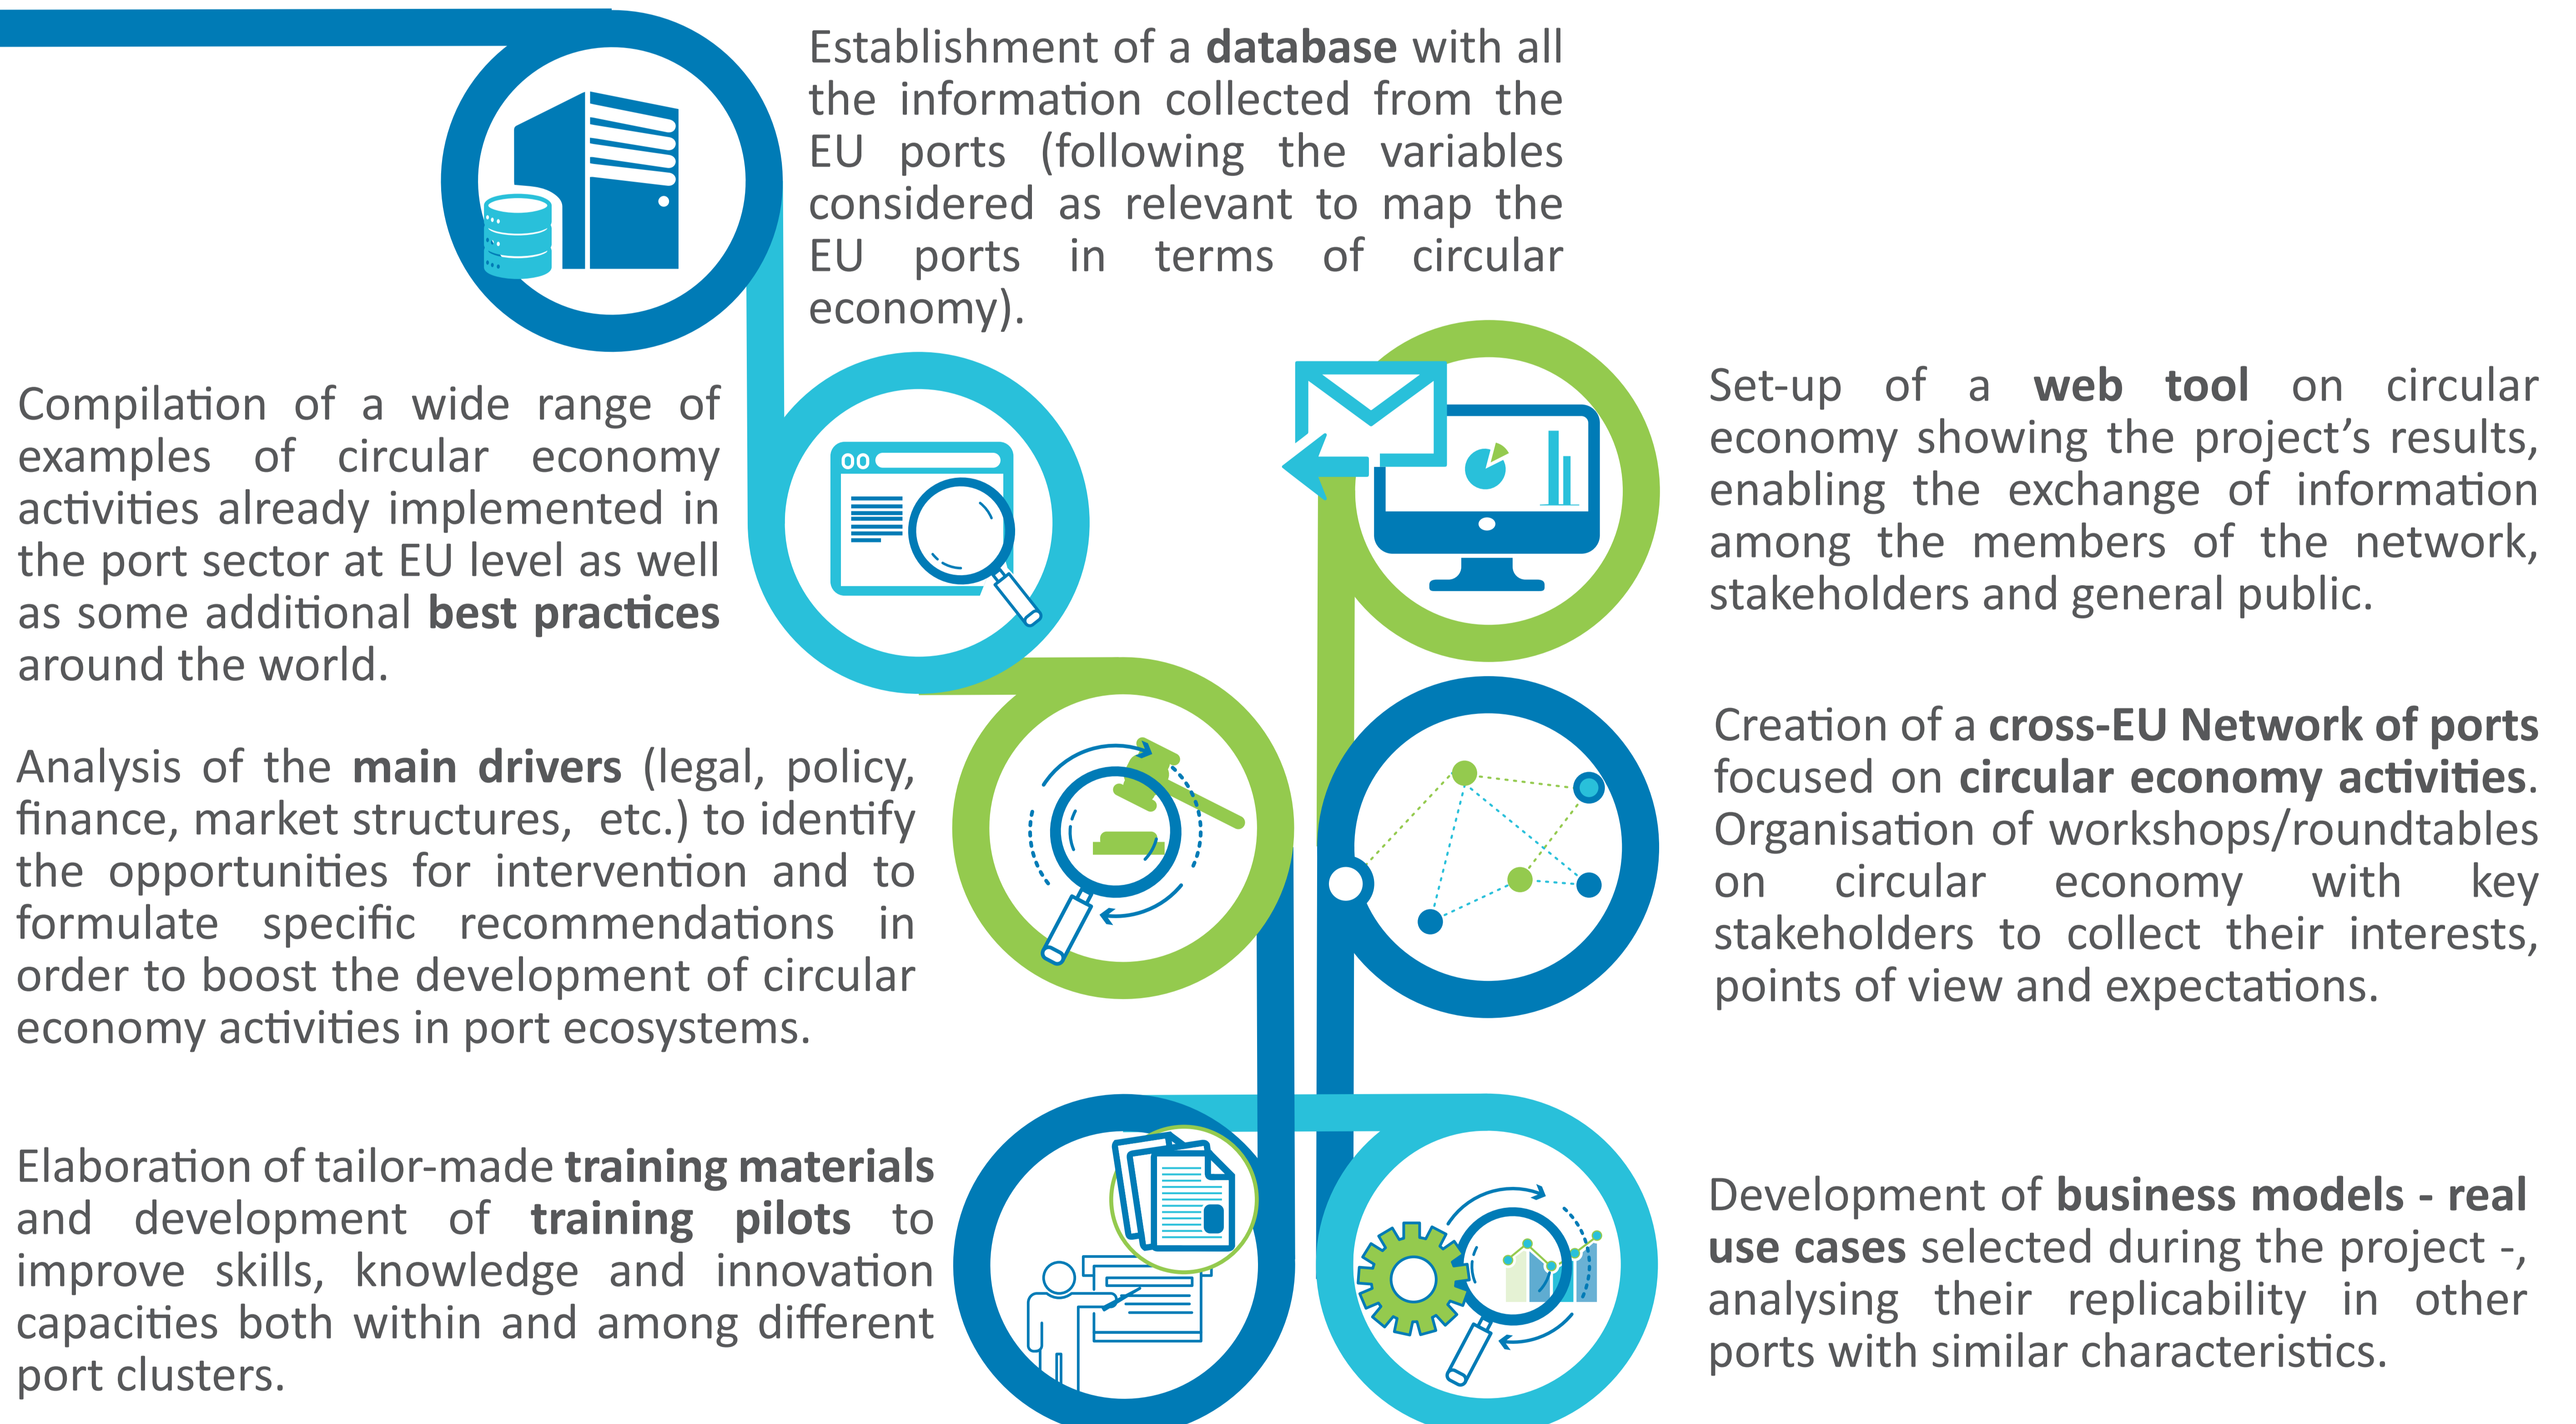 Establishment of a database with all
the information collected from the
EU ports (following the variables
considered as relevant to map the
EU ports in terms of circular
economy).
Compilation of a wide range of
examples of circular economy
activities already implemented in
the port sector at EU level as well
as some additional best practices
around the world.
Analysis of the main drivers (legal, policy,
finance, market structures, etc.) to identify
the opportunities for intervention and to
formulate specific recommendations in
order to boost the development of circular
economy activities in port ecosystems.
Elaboration of tailor-made training materials
and development of training pilots to
improve skills, knowledge and innovation
capacities both within and among different
port clusters.
Development of business models - real
use cases selected during the project -,
analysing their replicability in other
ports with similar characteristics.
Creation of a cross-EU Network of ports
focused on circular economy activities.
Organisation of workshops/roundtables
on circular economy with key
stakeholders to collect their interests,
points of view and expectations.
Set-up of a web tool on circular
economy showing the project’s results,
enabling the exchange of information
among the members of the network,
stakeholders and general public.